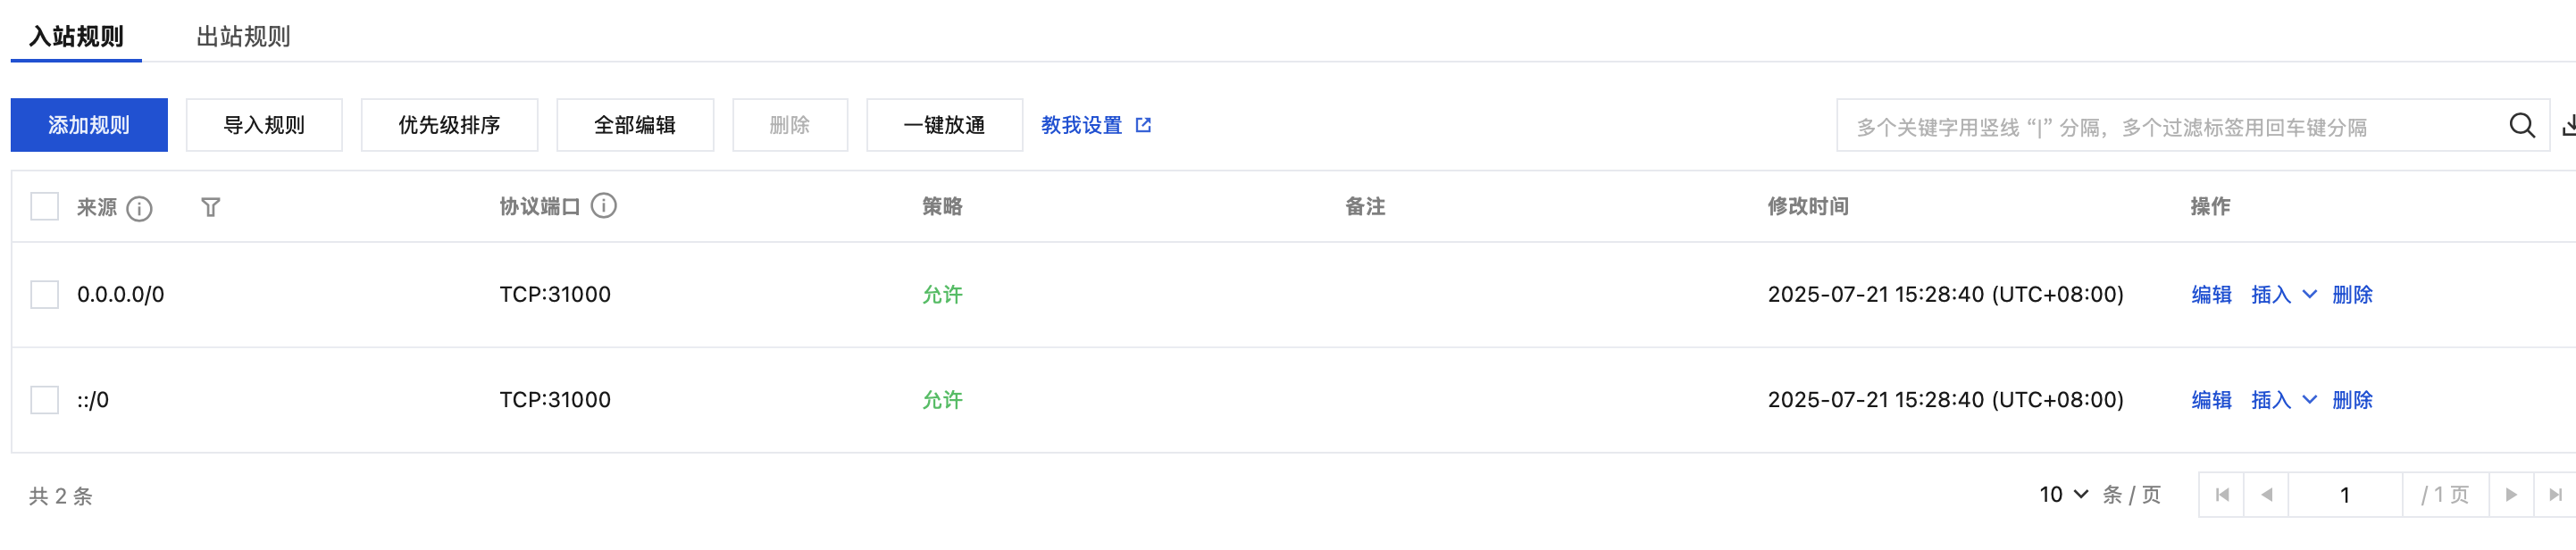 入站规则 出站规则
添加规则 导入规则 优先级排序 全部编辑 删除 一键放通 教我设置 多个关键字用竖线 “|” 分隔，多个过滤标签用回车键分隔
来源 协议端口 策略 备注 修改时间 操作
0.0.0.0/0 TCP:31000 允许 2025-07-21 15:28:40 (UTC+08:00) 编辑 插入 删除
::/0 TCP:31000 允许 2025-07-21 15:28:40 (UTC+08:00) 编辑 插入 删除
共 2 条 10 条 / 页 1 / 1 页